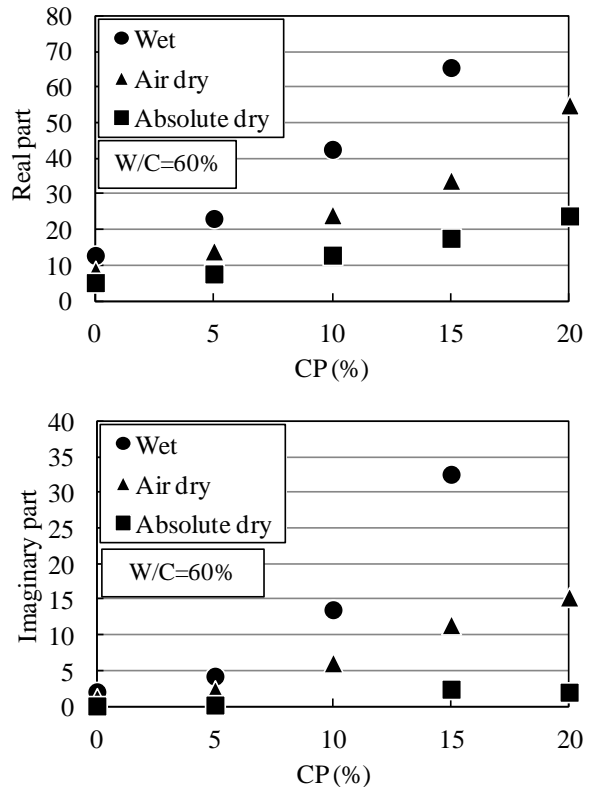 80
70
60
50
40
30
20
10
0
Real part
Wet
Air dry
Absolute dry
W/C=60%
0 5 10 15 20
CP (%)
40
35
30
25
20
15
10
5
0
Imaginary part
Wet
Air dry
Absolute dry
W/C=60%
0 5 10 15 20
CP (%)